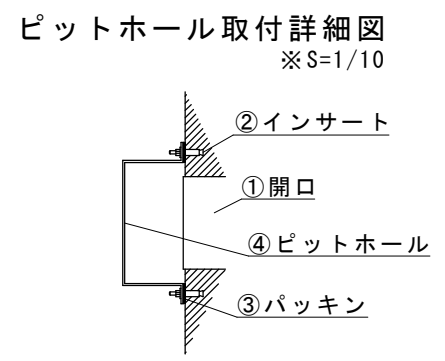 ピットホール取付詳細図
※S=1/10
②インサート
①開口
④ピットホール
③パッキン